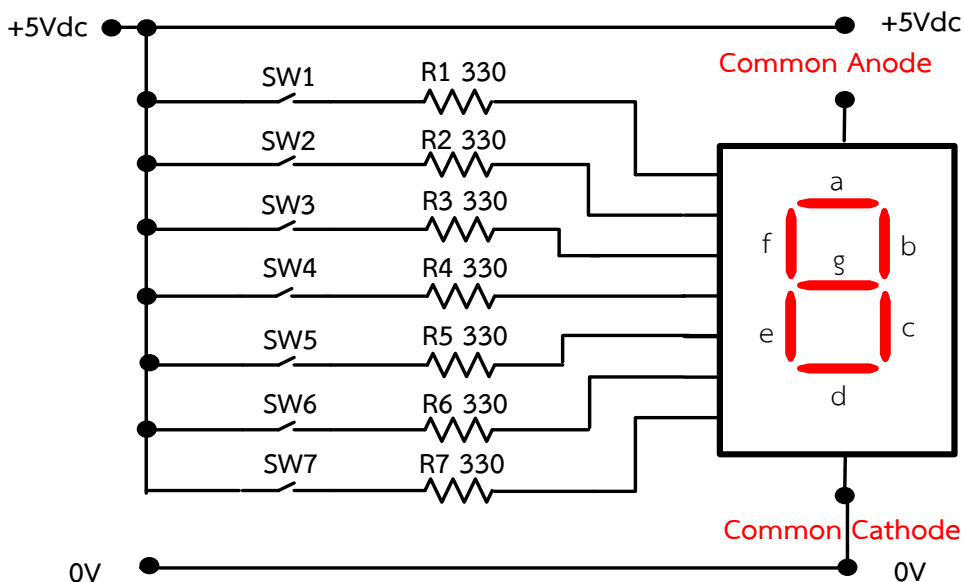 +5Vdc
+5Vdc
Common Anode
SW1
R1 330
SW2
R2 330
SW3
R3 330
SW4
R4 330
SW5
R5 330
SW6
R6 330
SW7
R7 330
a
f
b
g
e
c
d
Common Cathode
0V
0V